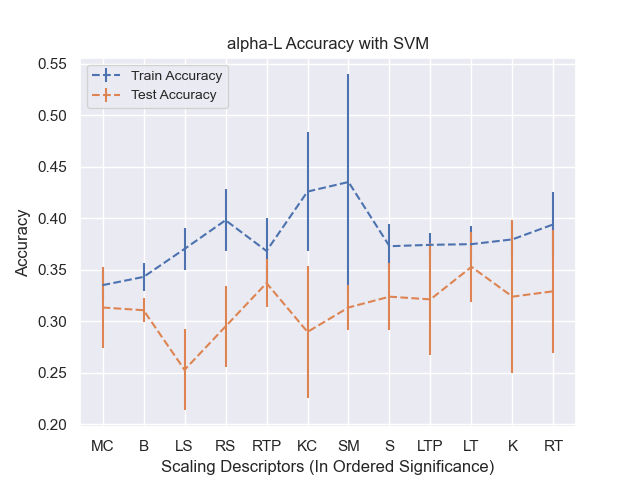 alpha-L Accuracy with SVM
Train Accuracy
Test Accuracy
0.55
0.50
0.45
0.40
0.35
0.30
0.25
0.20
Accuracy
MC B LS RS RTP KC SM S LTP LT K RT
Scaling Descriptors (In Ordered Significance)